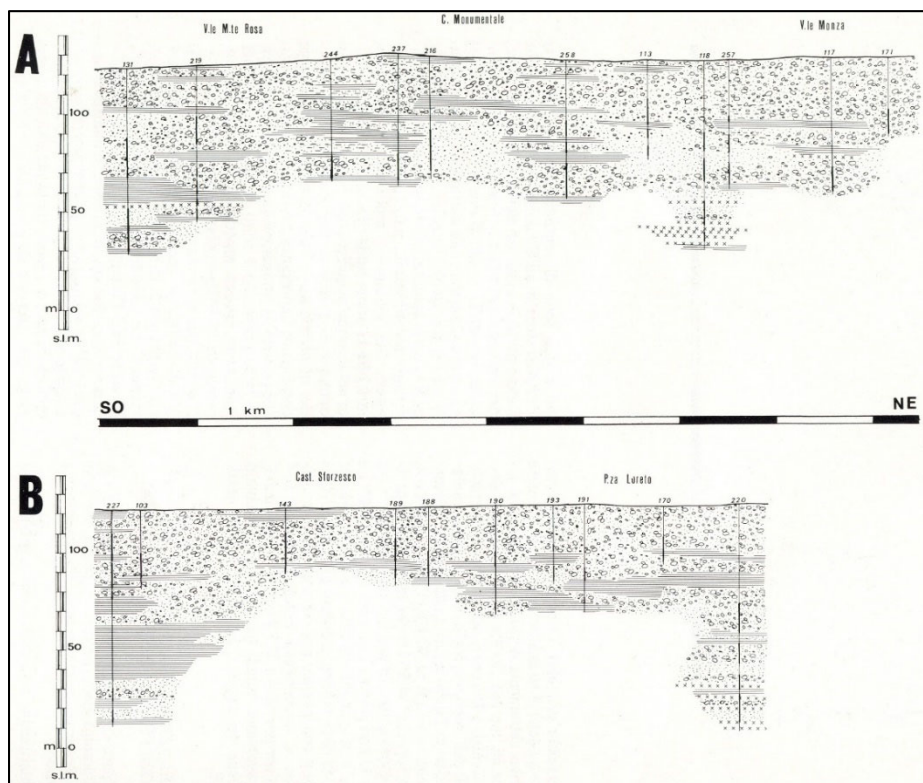 V.le M.te Rosa
C. Monumentale
V.le Monza
A
131 219 244 237 216 258 113 118 257 117 171
100
50
m 0
s.l.m.
SO 1 km NE
B
Cast. Sforzesco
P.za Loreto
227 103 143 189 188 190 193 191 170 220
100
50
m 0
s.l.m.